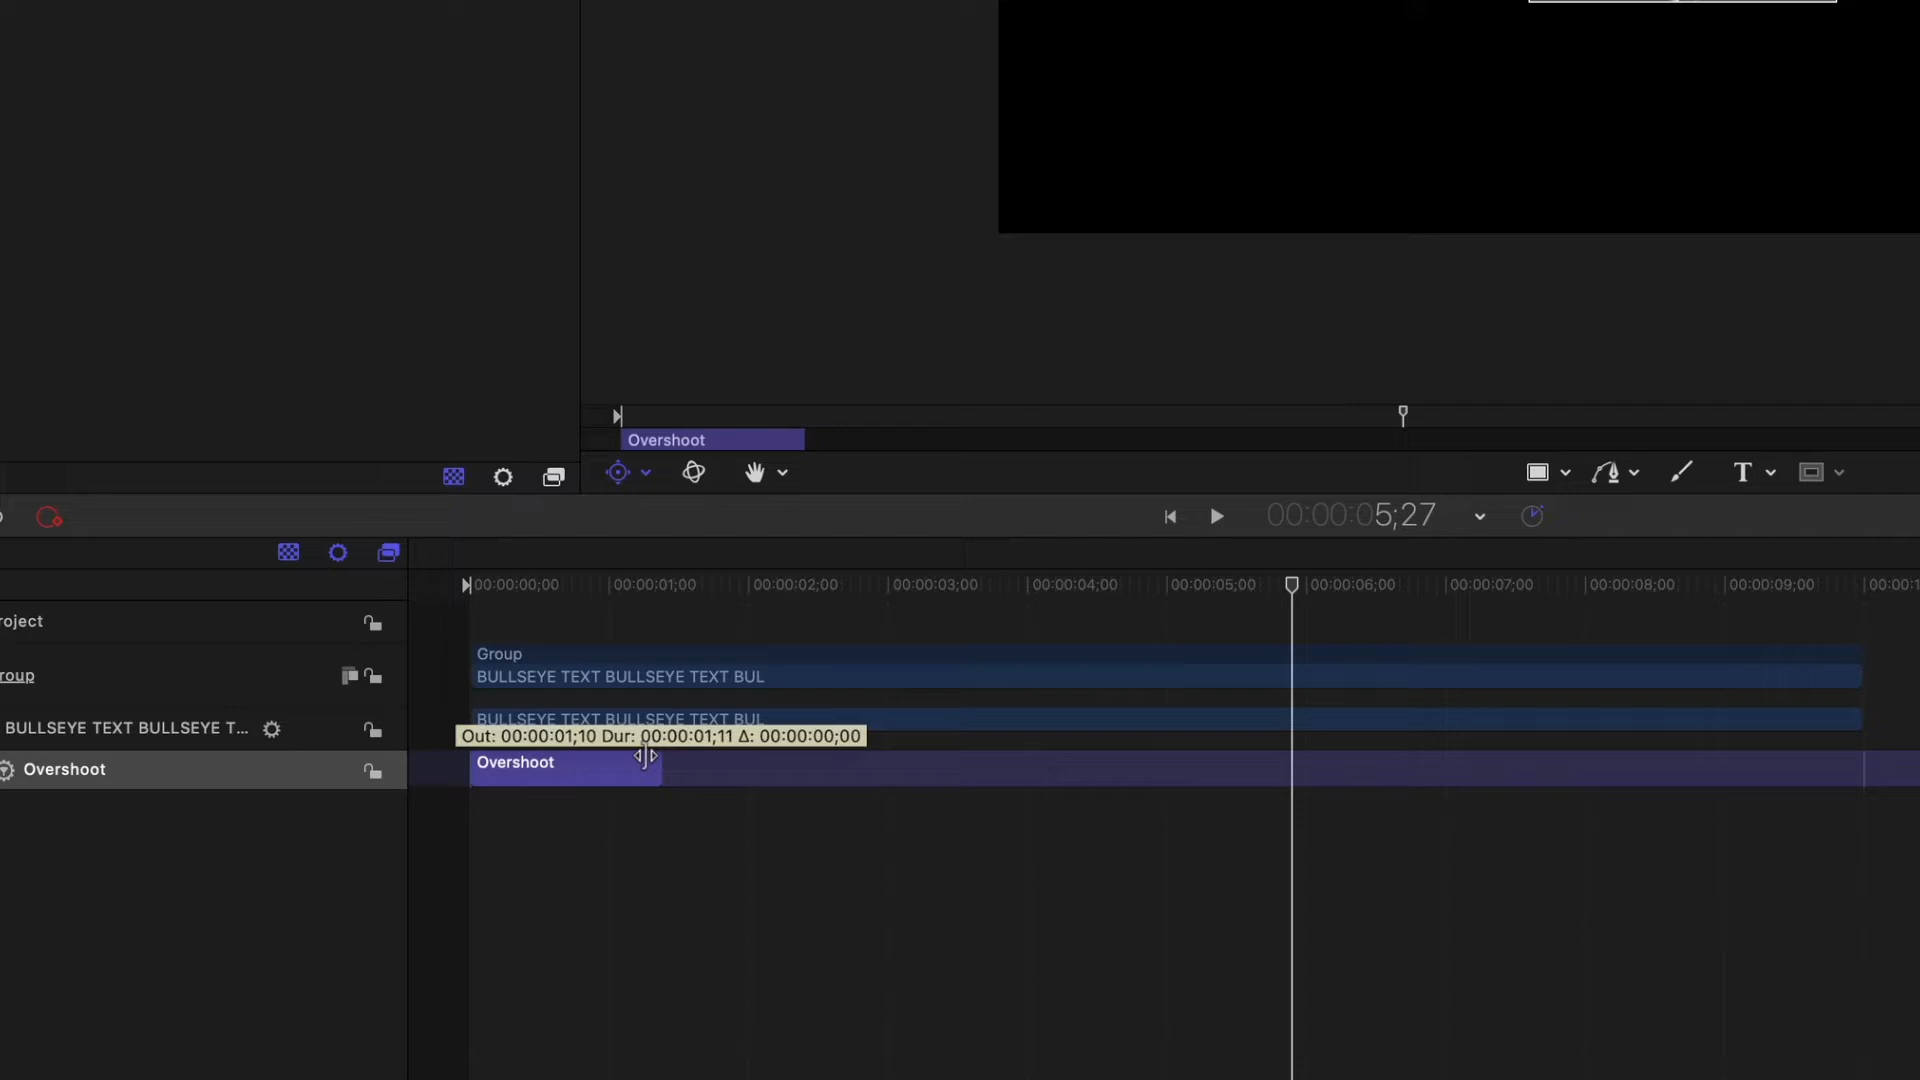 Overshoot
T
00:00:05;27
00:00:00;00 00:00:01;00 00:00:02;00 00:00:03;00 00:00:04;00 00:00:05;00 00:00:06;00 00:00:07;00 00:00:08;00 00:00:09;00 00:00:1
roject
Group
roup
BULLSEYE TEXT BULLSEYE TEXT BUL
BULLSEYE TEXT BULLSEYE T...
BULLSEYE TEXT BULLSEYE TEXT BUL
Out: 00:00:01;10 Dur: 00:00:01;11 Δ: 00:00:00;00
Overshoot
Overshoot